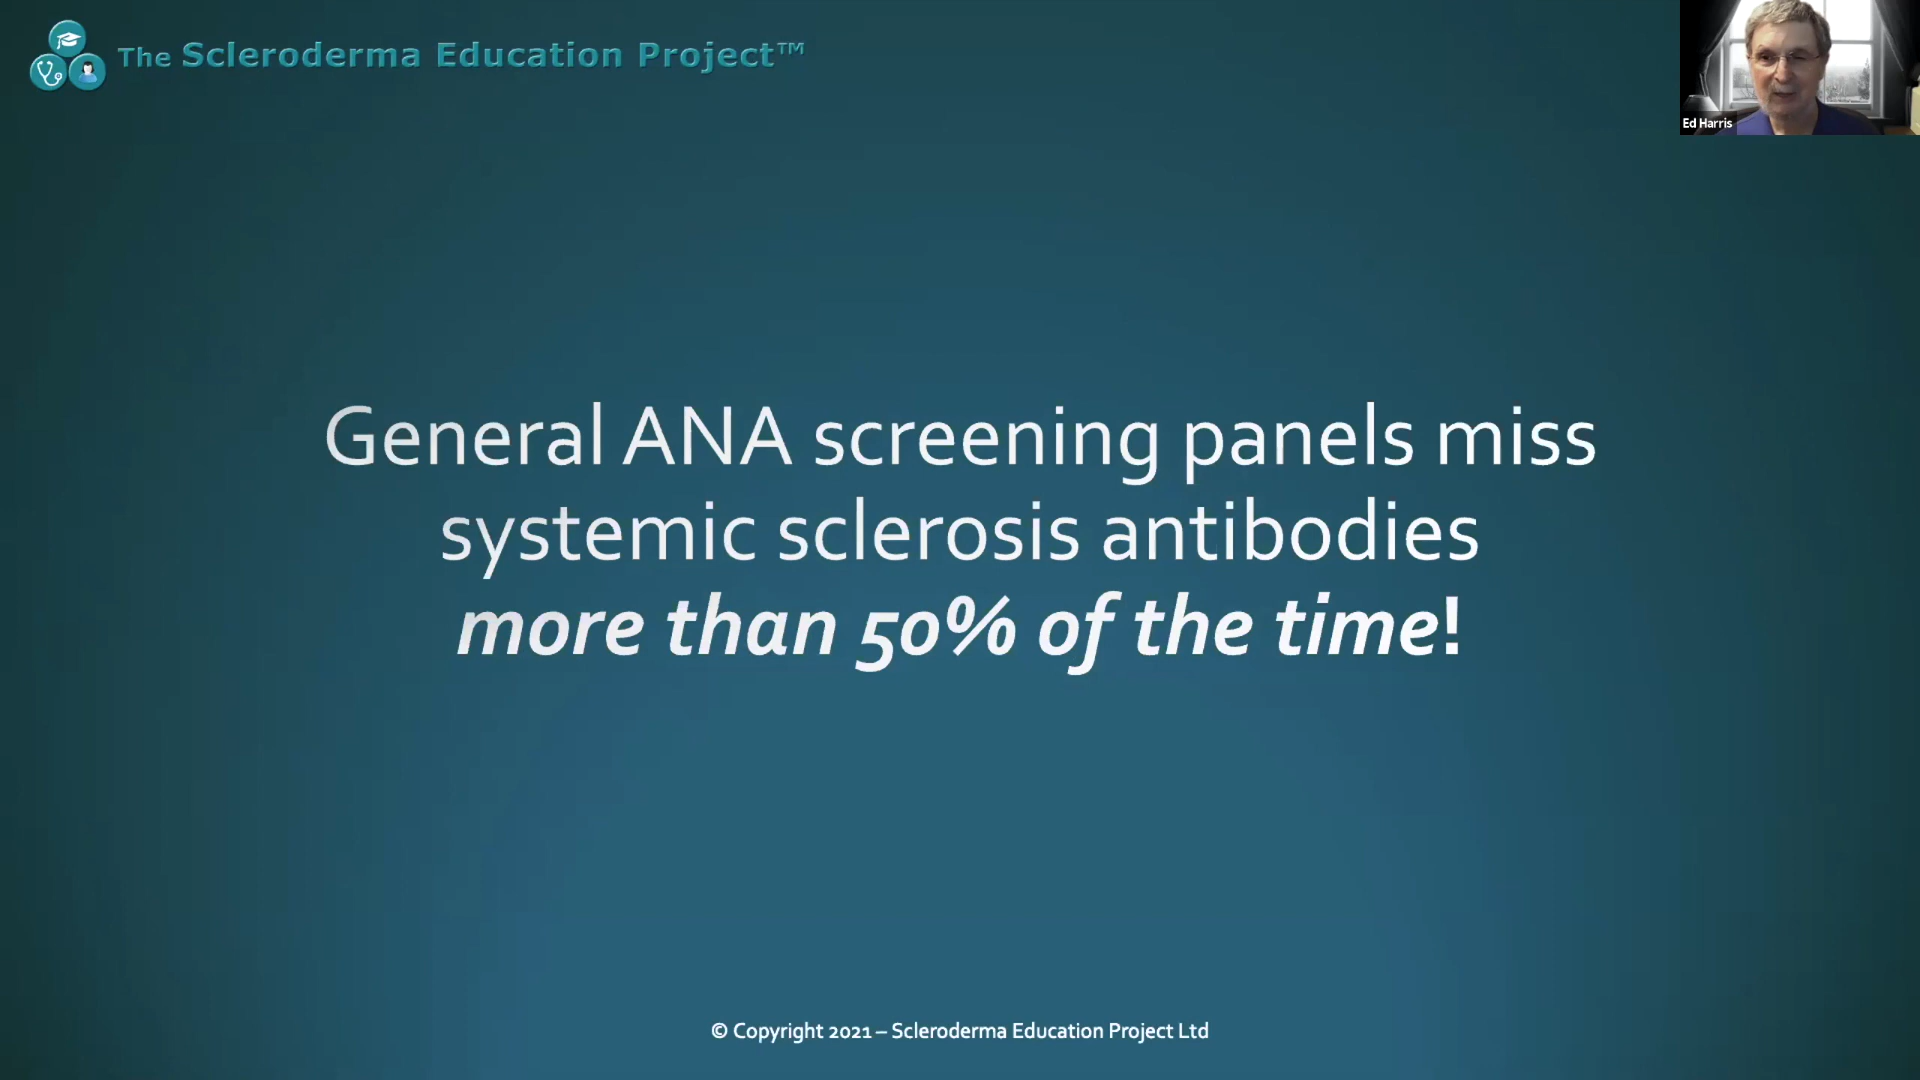 The Scleroderma Education Project™
Ed Harris
General ANA screening panels miss
systemic sclerosis antibodies
more than 50% of the time!
© Copyright 2021 – Scleroderma Education Project Ltd